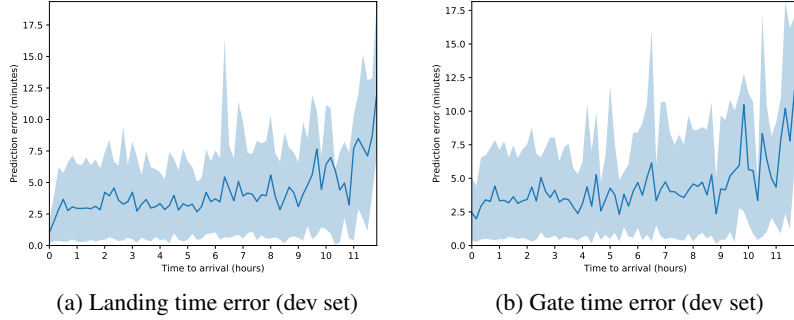 17.5
15.0
12.5
10.0
7.5
5.0
2.5
0.0
Prediction error (minutes)
0 1 2 3 4 5 6 7 8 9 10 11
Time to arrival (hours)
(a) Landing time error (dev set)
17.5
15.0
12.5
10.0
7.5
5.0
2.5
0.0
Prediction error (minutes)
0 1 2 3 4 5 6 7 8 9 10 11
Time to arrival (hours)
(b) Gate time error (dev set)